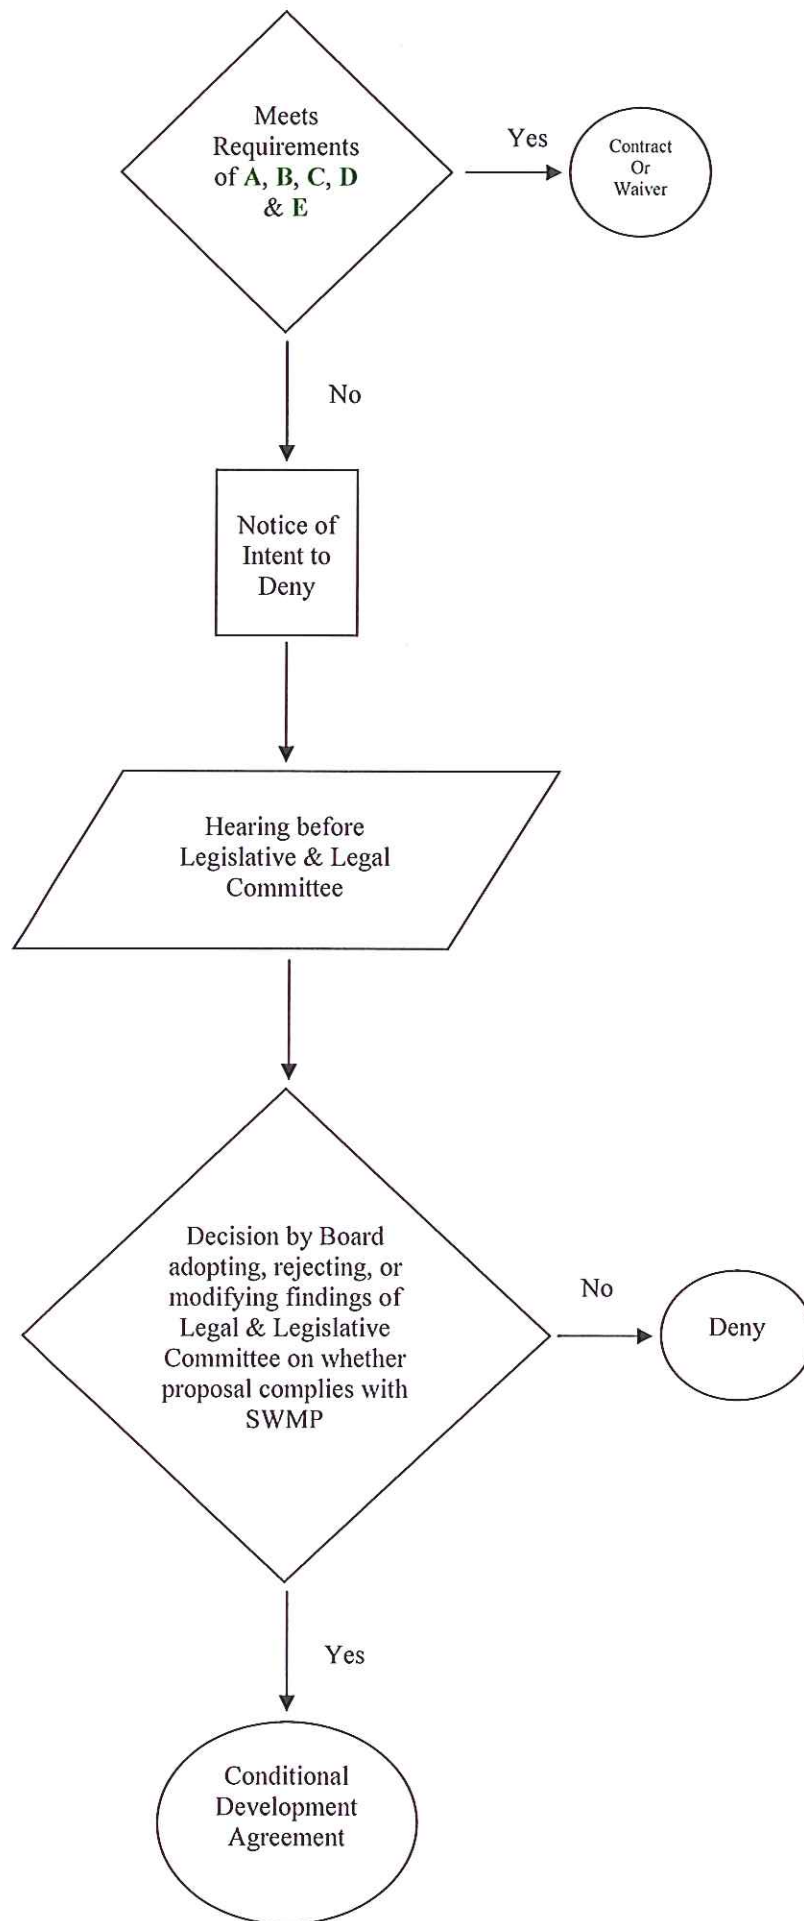 Meets
Requirements
of A, B, C, D
& E
Yes
Contract
Or
Waiver
No
Notice of
Intent to
Deny
Hearing before
Legislative & Legal
Committee
Decision by Board
adopting, rejecting, or
modifying findings of
Legal & Legislative
Committee on whether
proposal complies with
SWMP
No
Deny
Yes
Conditional
Development
Agreement